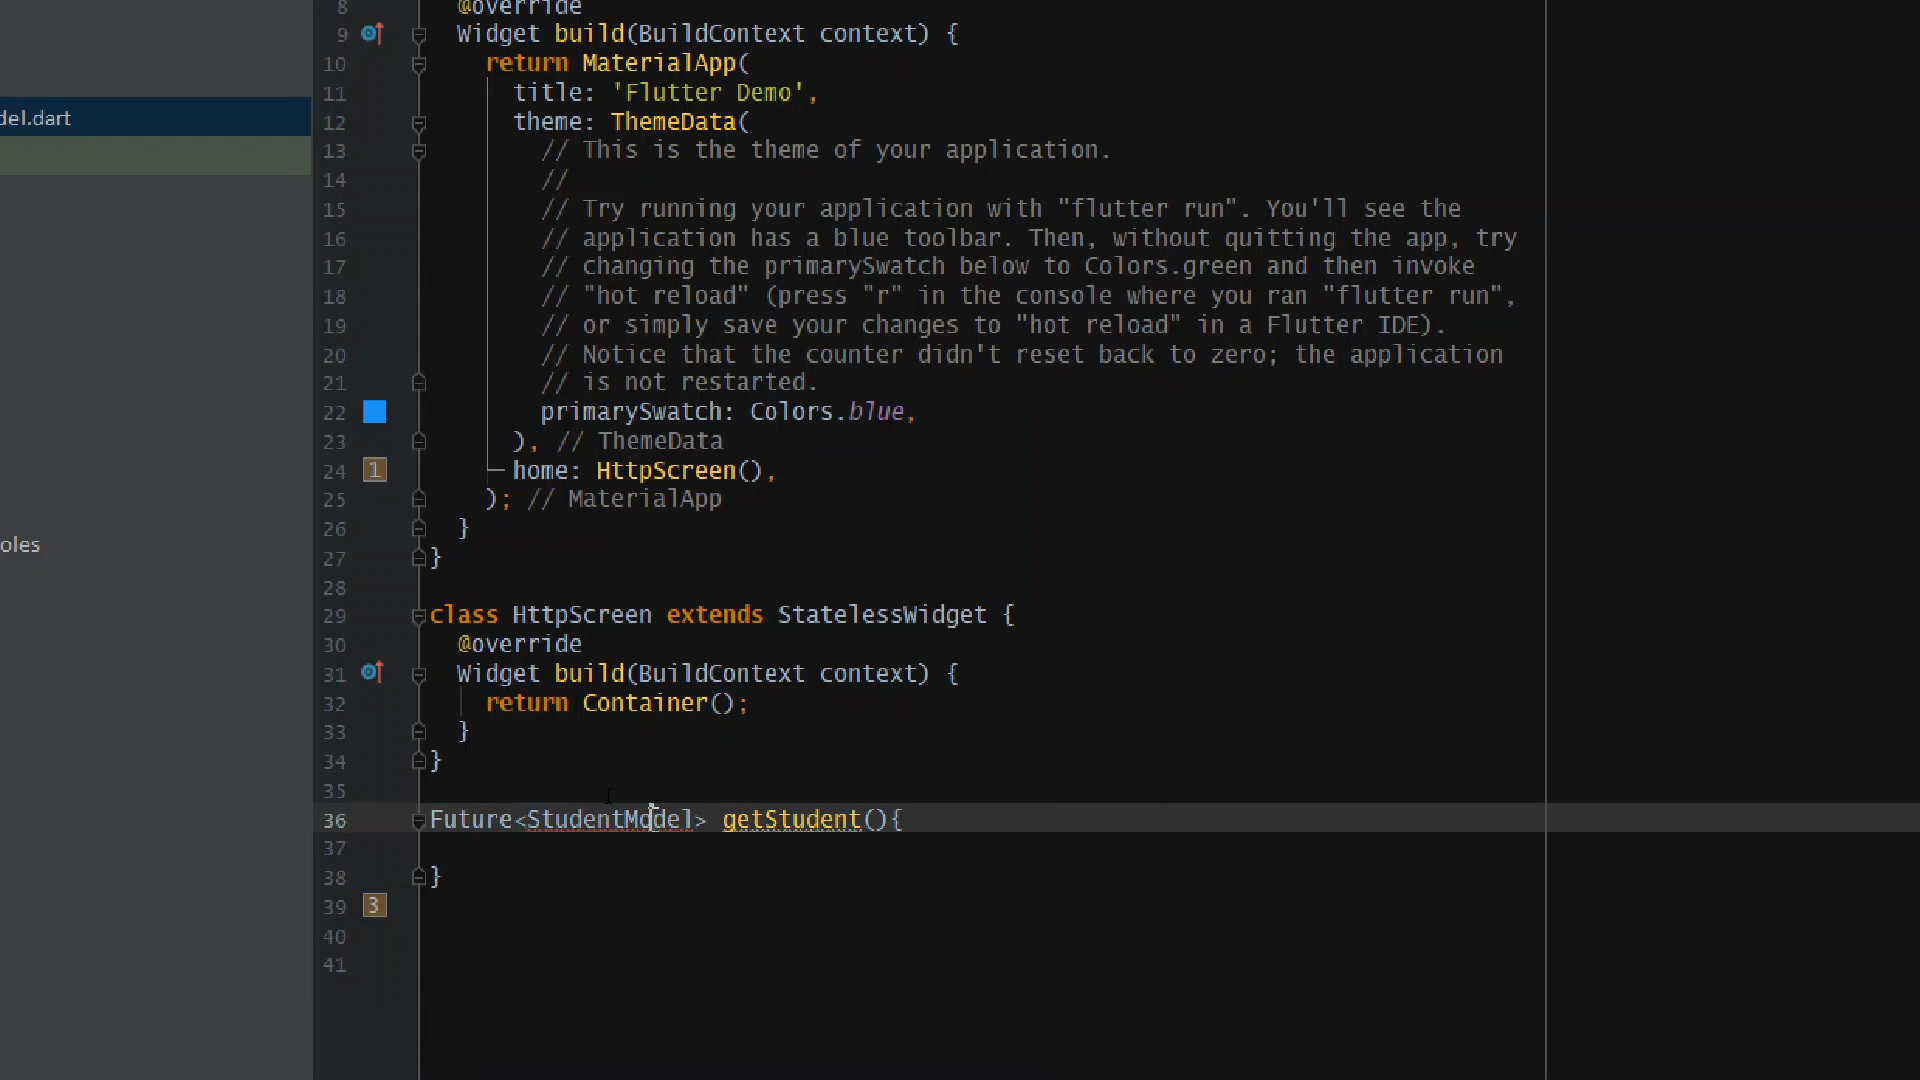 8 @override
9 Widget build(BuildContext context) {
10 return MaterialApp(
11 title: 'Flutter Demo',
del.dart
12 theme: ThemeData(
13 // This is the theme of your application.
14 //
15 // Try running your application with "flutter run". You'll see the
16 // application has a blue toolbar. Then, without quitting the app, try
17 // changing the primarySwatch below to Colors.green and then invoke
18 // "hot reload" (press "r" in the console where you ran "flutter run",
19 // or simply save your changes to "hot reload" in a Flutter IDE).
20 // Notice that the counter didn't reset back to zero; the application
21 // is not restarted.
22 primarySwatch: Colors.blue,
23 ), // ThemeData
24 1 home: HttpScreen(),
25 ); // MaterialApp
26 }
oles
27 }
28
29 class HttpScreen extends StatelessWidget {
30 @override
31 Widget build(BuildContext context) {
32 return Container();
33 }
34 }
35
36 Future<StudentModel> getStudent(){
37
38 }
39 3
40
41